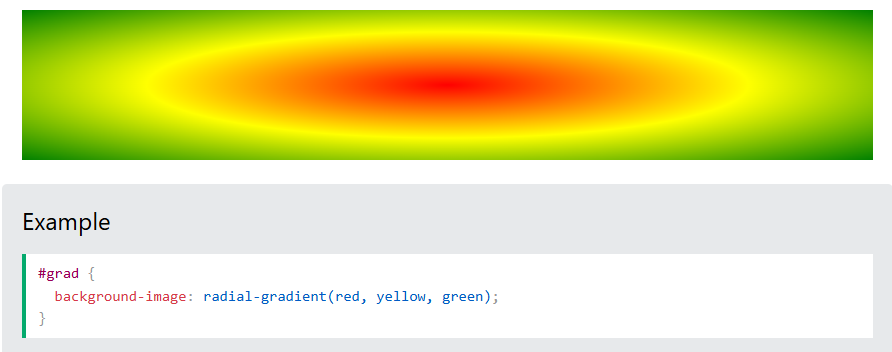 Example
#grad {
  background-image: radial-gradient(red, yellow, green);
}